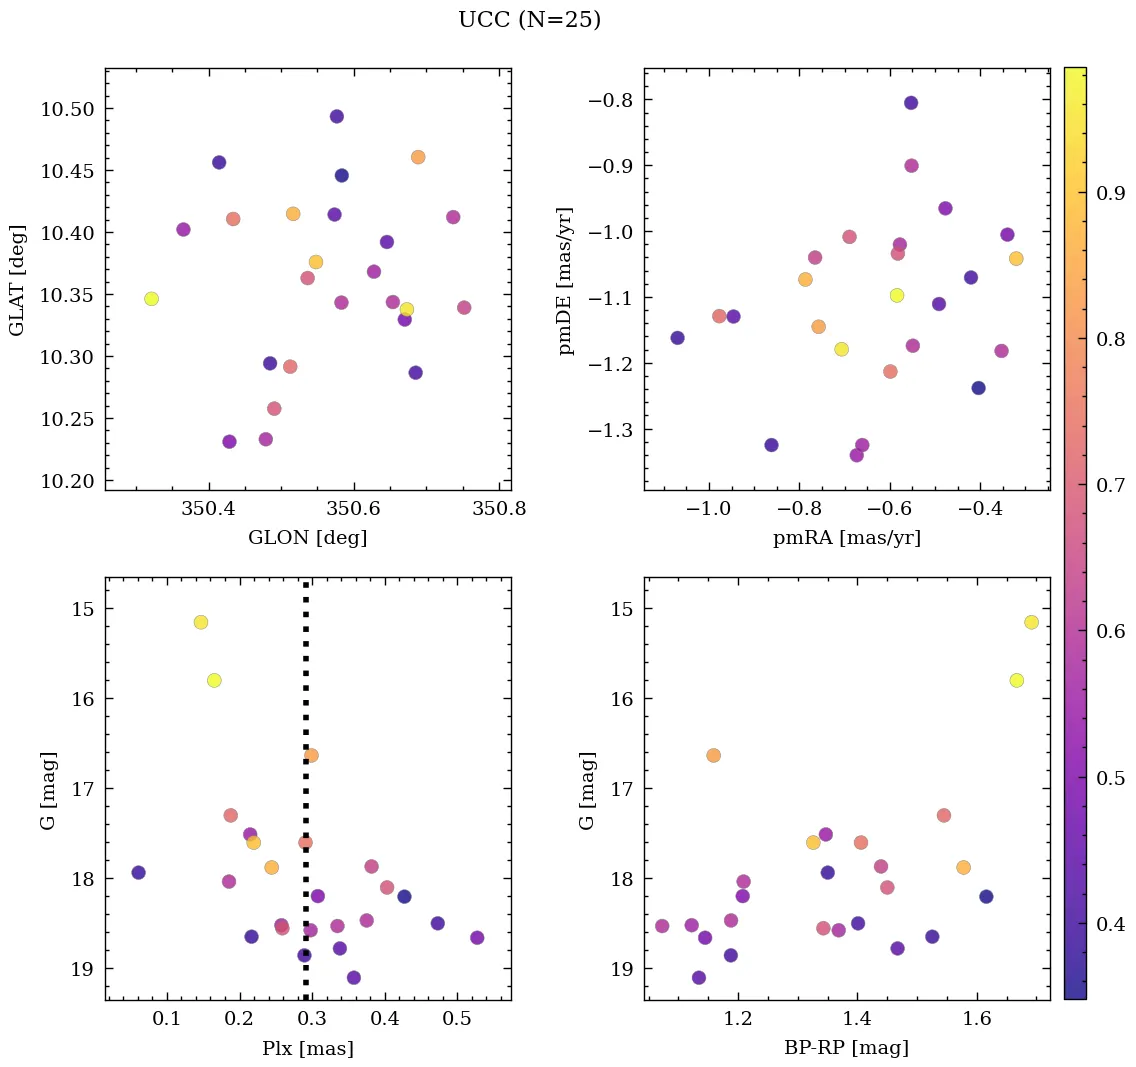 UCC (N=25)
10.50
10.45
10.40
10.35
10.30
10.25
10.20
GLAT [deg]
350.4 350.6 350.8
GLON [deg]
−0.8
−0.9
−1.0
−1.1
−1.2
−1.3
pmDE [mas/yr]
−1.0 −0.8 −0.6 −0.4
pmRA [mas/yr]
15
16
17
18
19
G [mag]
0.1 0.2 0.3 0.4 0.5
Plx [mas]
15
16
17
18
19
G [mag]
1.2 1.4 1.6
BP-RP [mag]
0.9
0.8
0.7
0.6
0.5
0.4